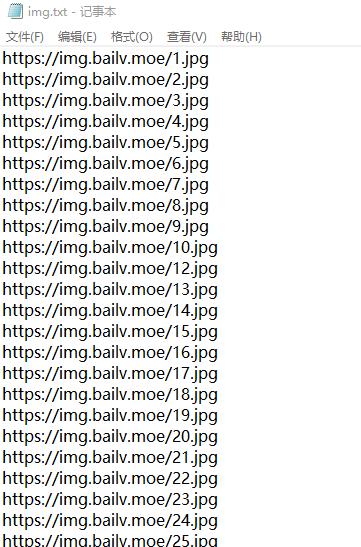 img.txt - 记事本
文件(F) 编辑(E) 格式(O) 查看(V) 帮助(H)
https://img.bailv.moe/1.jpg
https://img.bailv.moe/2.jpg
https://img.bailv.moe/3.jpg
https://img.bailv.moe/4.jpg
https://img.bailv.moe/5.jpg
https://img.bailv.moe/6.jpg
https://img.bailv.moe/7.jpg
https://img.bailv.moe/8.jpg
https://img.bailv.moe/9.jpg
https://img.bailv.moe/10.jpg
https://img.bailv.moe/12.jpg
https://img.bailv.moe/13.jpg
https://img.bailv.moe/14.jpg
https://img.bailv.moe/15.jpg
https://img.bailv.moe/16.jpg
https://img.bailv.moe/17.jpg
https://img.bailv.moe/18.jpg
https://img.bailv.moe/19.jpg
https://img.bailv.moe/20.jpg
https://img.bailv.moe/21.jpg
https://img.bailv.moe/22.jpg
https://img.bailv.moe/23.jpg
https://img.bailv.moe/24.jpg
https://img.bailv.moe/25.jpg